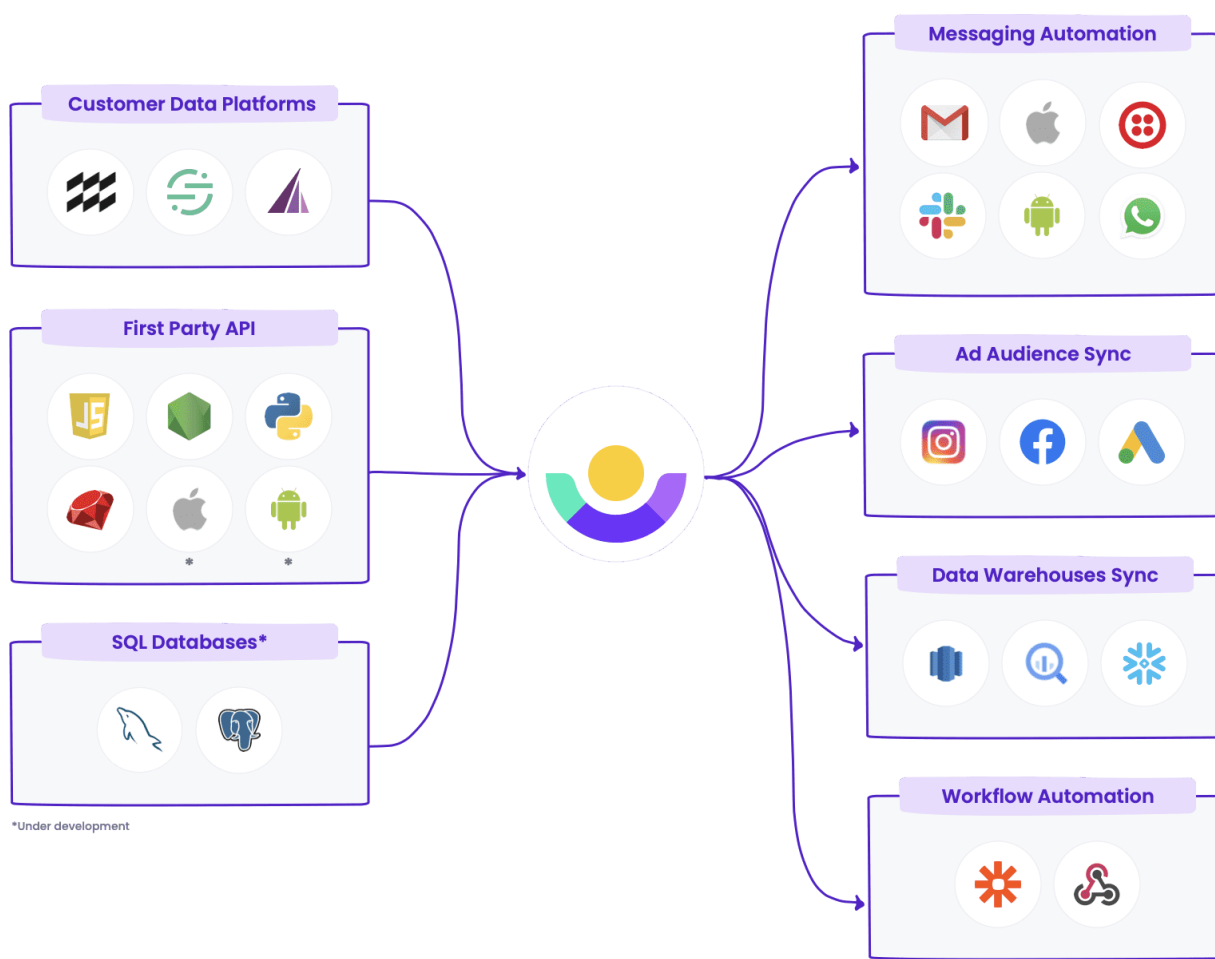 Customer Data Platforms
First Party API
JS
*
*
SQL Databases*
*Under development
Messaging Automation
Ad Audience Sync
Data Warehouses Sync
Workflow Automation